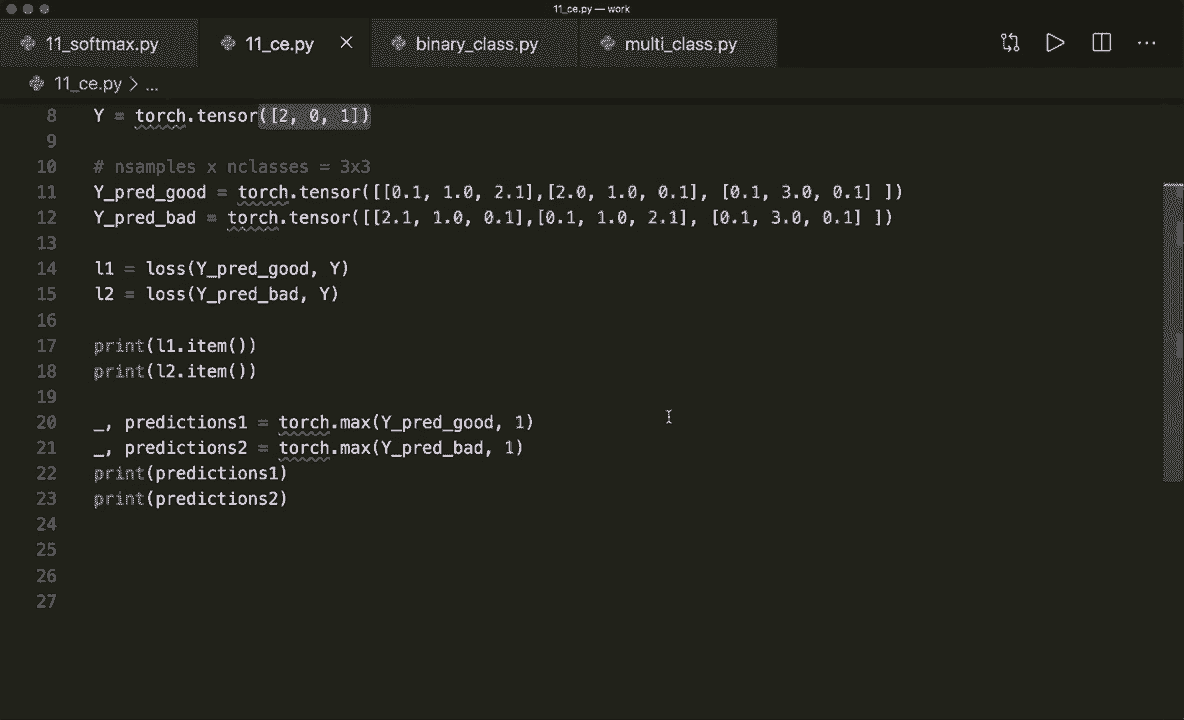 11_ce.py — work
11_softmax.py 11_ce.py binary_class.py multi_class.py
11_ce.py > ...
8 Y = torch.tensor([2, 0, 1])
9
10 # nsamples x nclasses = 3x3
11 Y_pred_good = torch.tensor([[0.1, 1.0, 2.1],[2.0, 1.0, 0.1], [0.1, 3.0, 0.1] ])
12 Y_pred_bad = torch.tensor([[2.1, 1.0, 0.1],[0.1, 1.0, 2.1], [0.1, 3.0, 0.1] ])
13
14 l1 = loss(Y_pred_good, Y)
15 l2 = loss(Y_pred_bad, Y)
16
17 print(l1.item())
18 print(l2.item())
19
20 _, predictions1 = torch.max(Y_pred_good, 1)
21 _, predictions2 = torch.max(Y_pred_bad, 1)
22 print(predictions1)
23 print(predictions2)
24
25
26
27